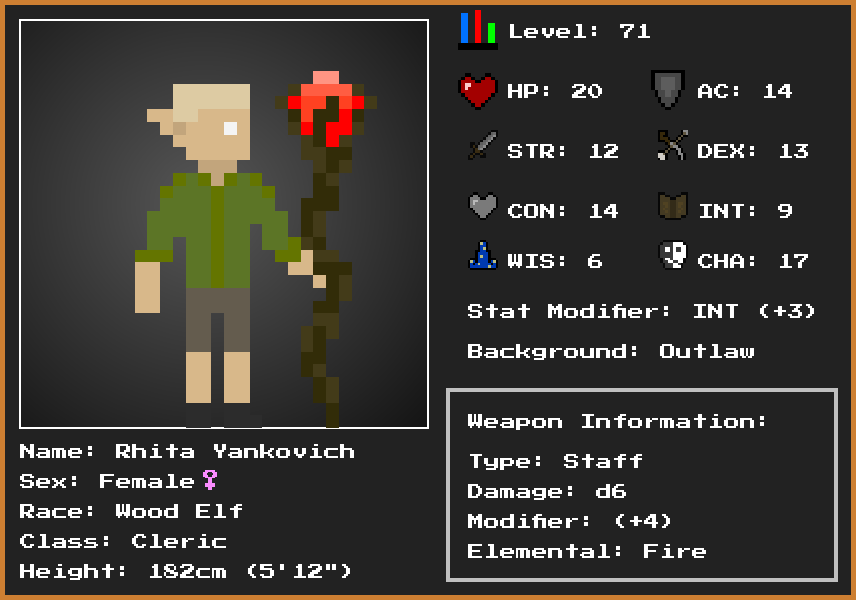 Level: 71
HP: 20
AC: 14
STR: 12
DEX: 13
CON: 14
INT: 9
WIS: 6
CHA: 17
Stat Modifier: INT (+3)
Background: Outlaw
Weapon Information:
Type: Staff
Damage: d6
Modifier: (+4)
Elemental: Fire
Name: Rhita Yankovich
Sex: Female♀
Race: Wood Elf
Class: Cleric
Height: 182cm (5'12")